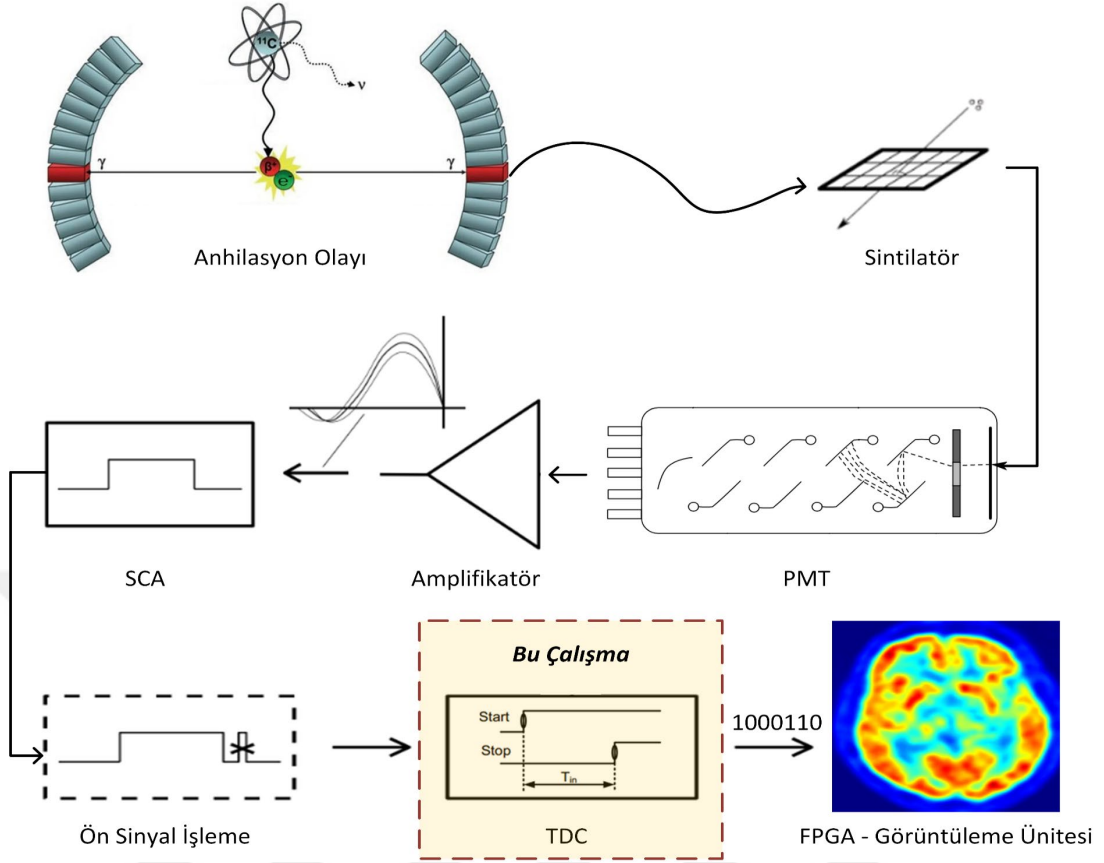 ¹¹C
ν
γ
β⁺
e⁻
γ
Anhilasyon Olayı
Sintilatör
SCA
Amplifikatör
PMT
Bu Çalışma
Start
Stop
Tin
1000110
Ön Sinyal İşleme
TDC
FPGA - Görüntüleme Ünitesi